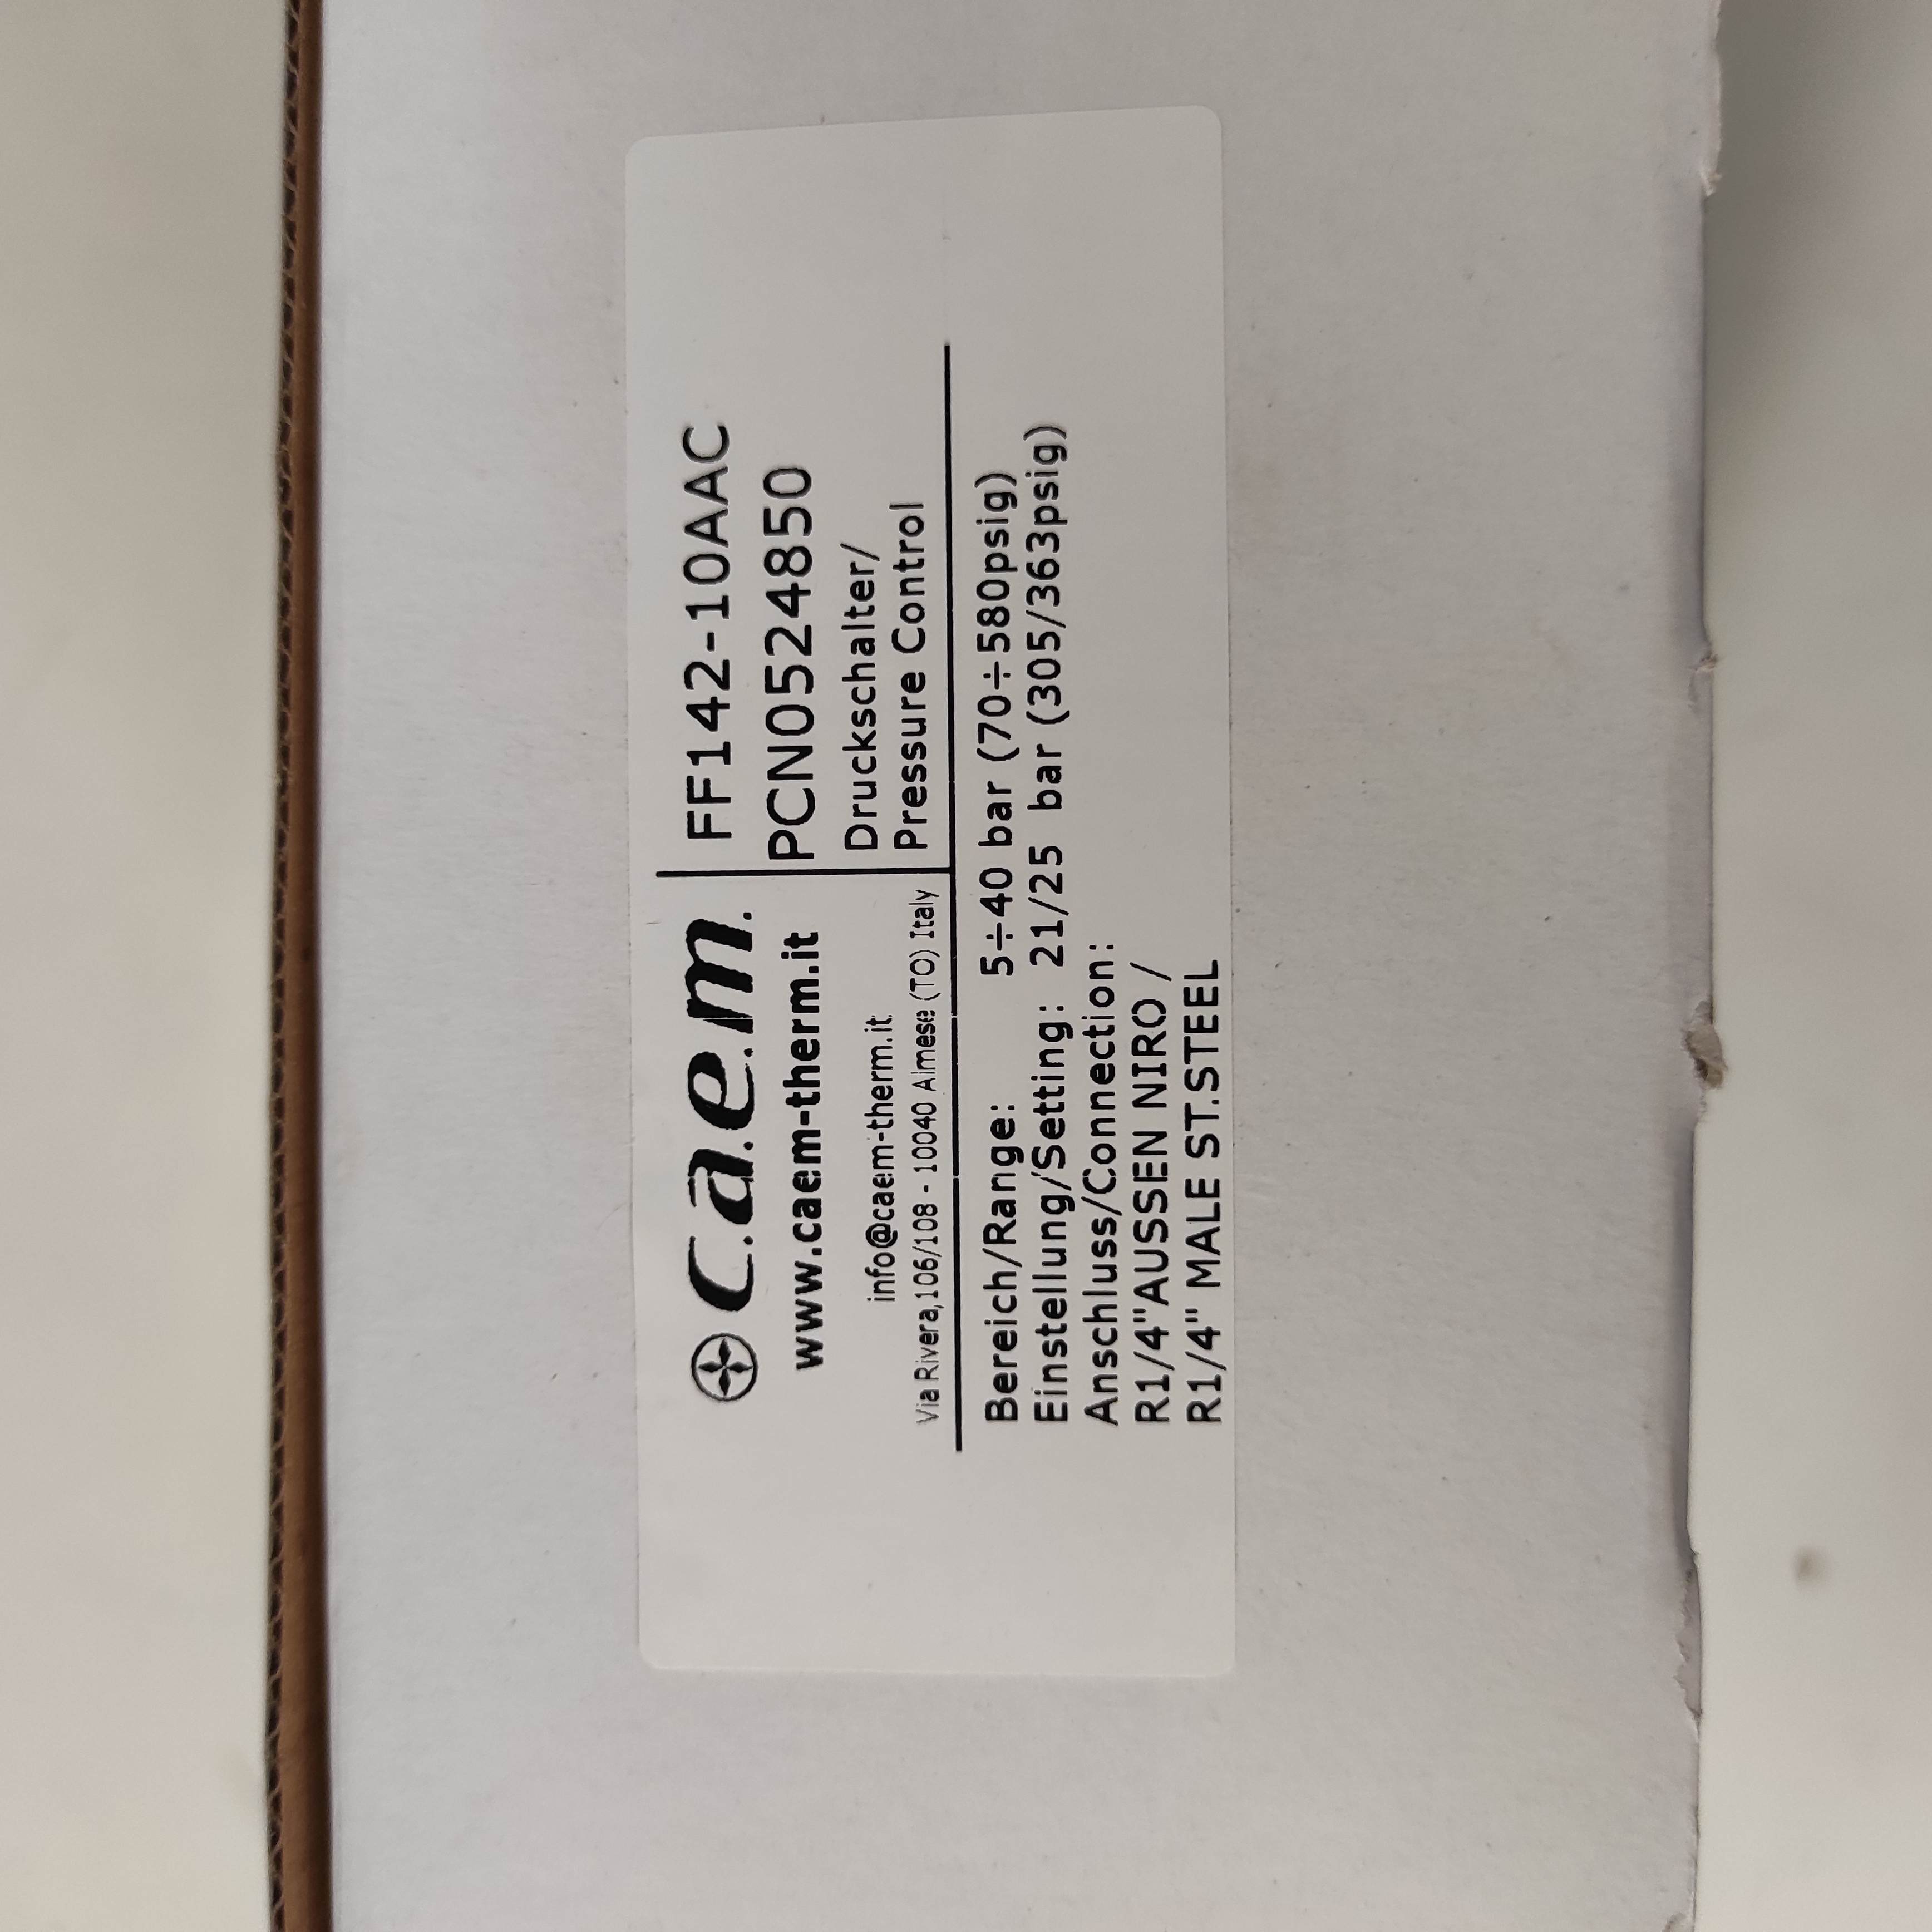 c.a.e.m.
www.caem-therm.it
info@caem-therm.it
Via Rivera,106/108 - 10040 Almese (TO) Italy
FF142-10AAC
PCN0524850
Druckschalter/
Pressure Control
Bereich/Range: 5÷40 bar (70÷580psig)
Einstellung/Setting: 21/25 bar (305/363psig)
Anschluss/Connection:
R1/4"AUSSEN NIRO /
R1/4" MALE ST.STEEL